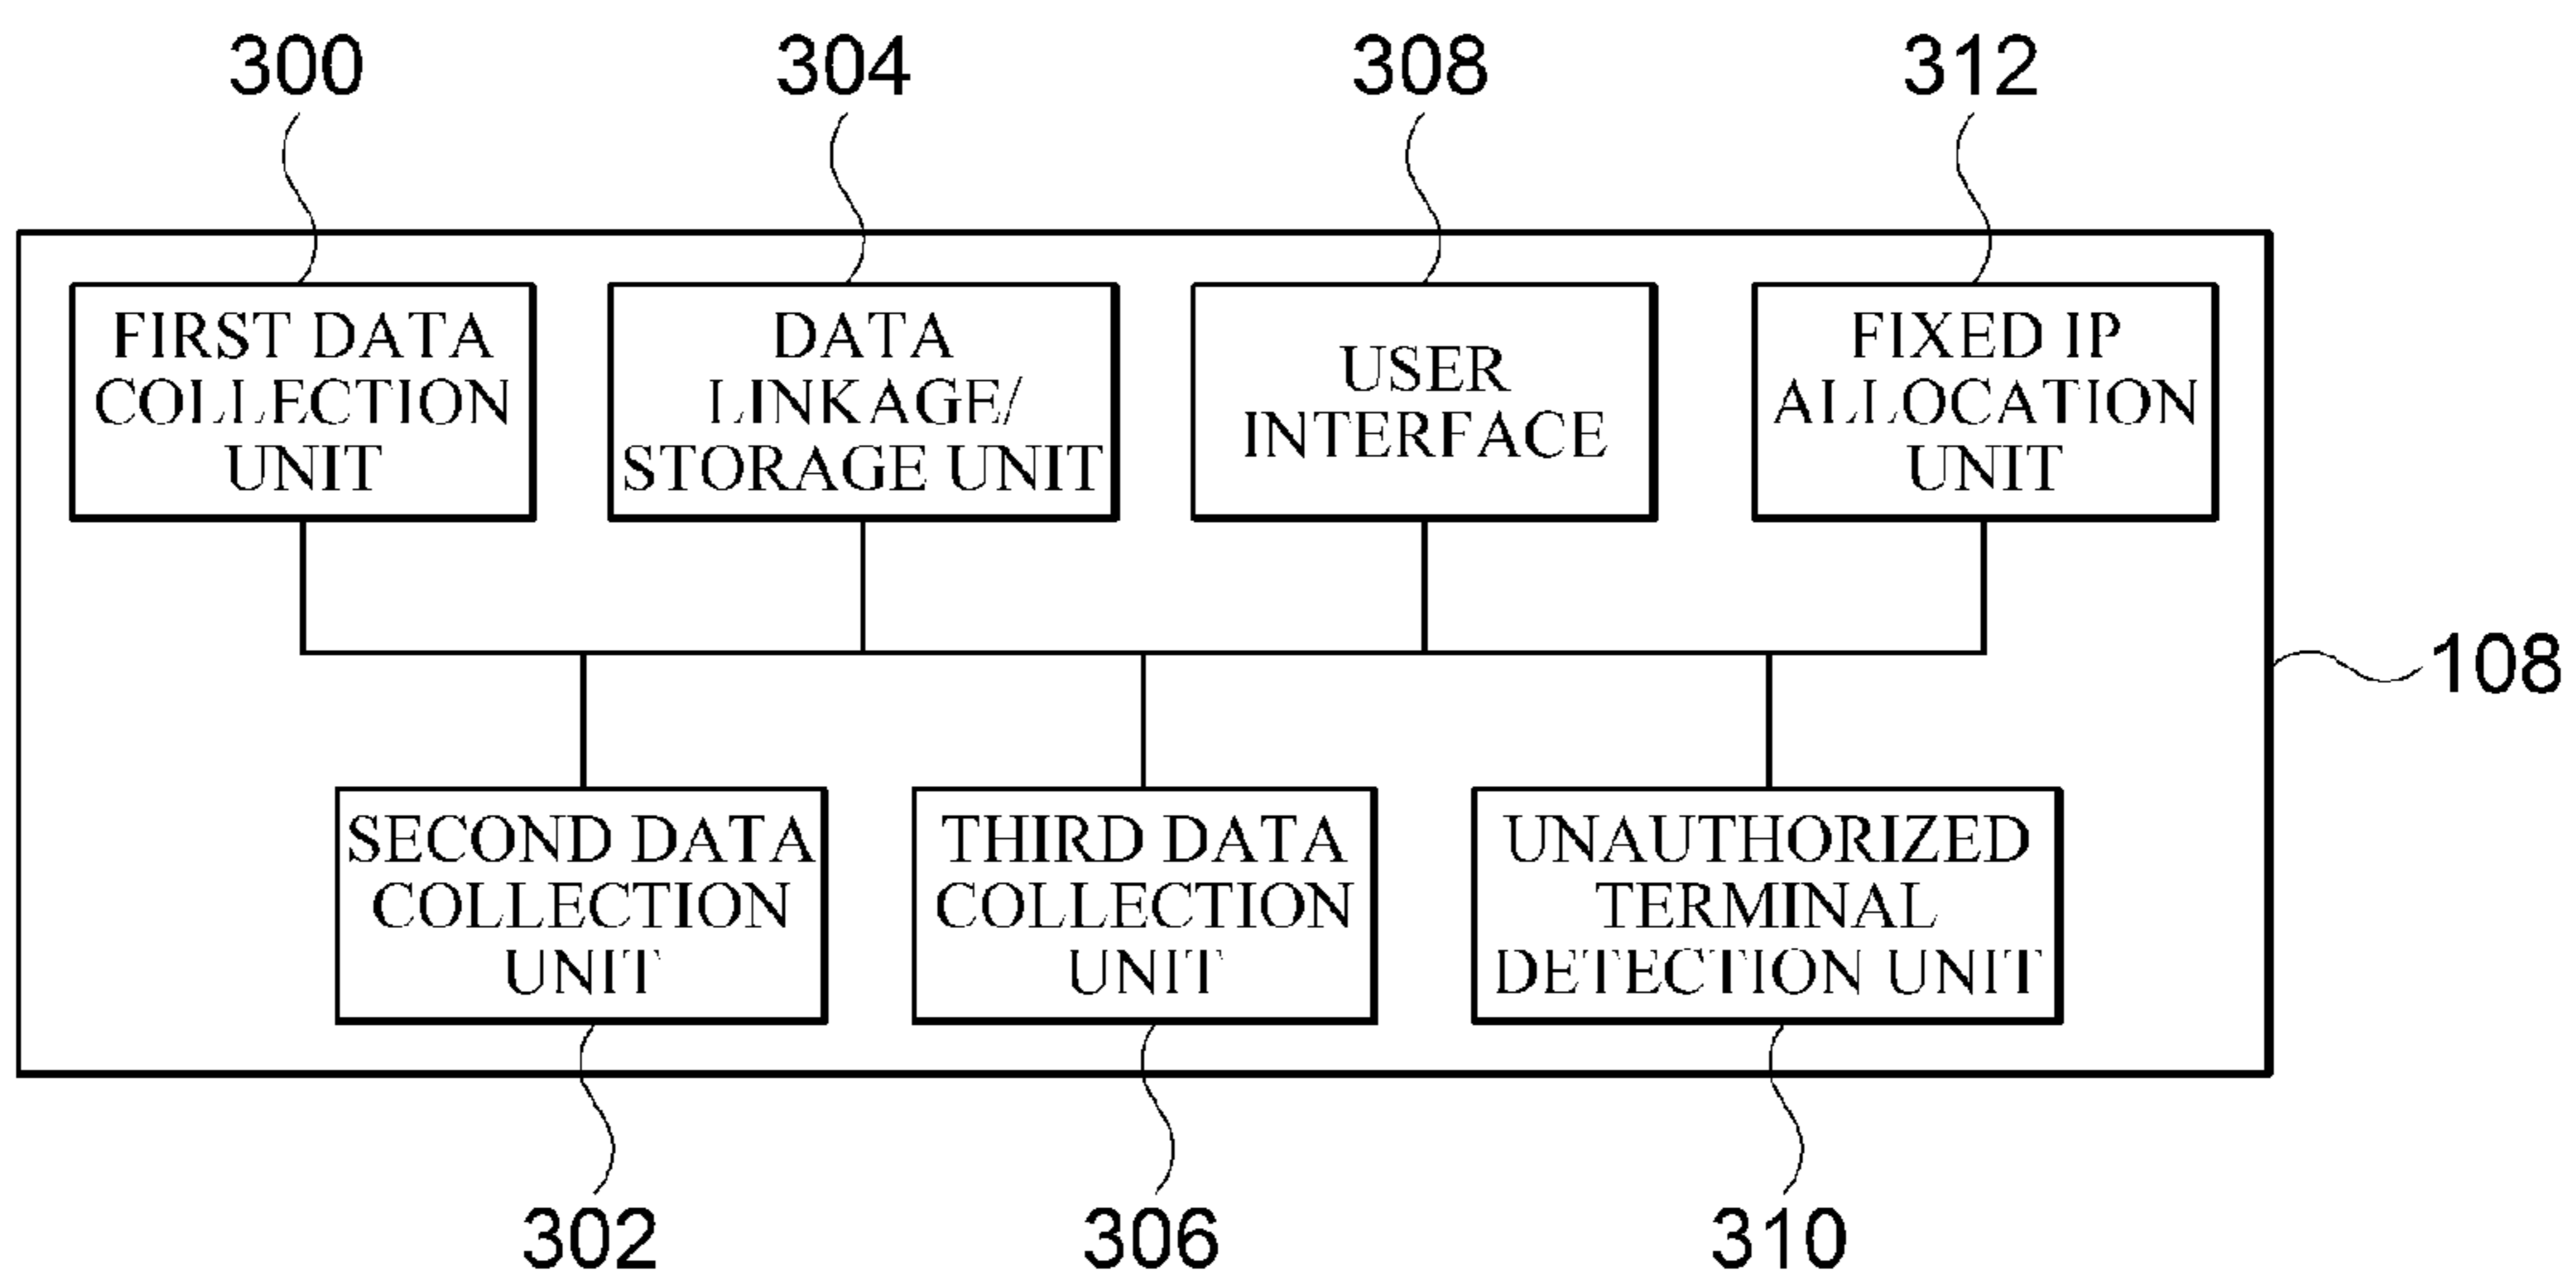 300
304
308
312
FIRST DATA
COLLECTION
UNIT
DATA
LINKAGE/
STORAGE UNIT
USER
INTERFACE
FIXED IP
ALLOCATION
UNIT
108
SECOND DATA
COLLECTION
UNIT
THIRD DATA
COLLECTION
UNIT
UNAUTHORIZED
TERMINAL
DETECTION UNIT
302
306
310